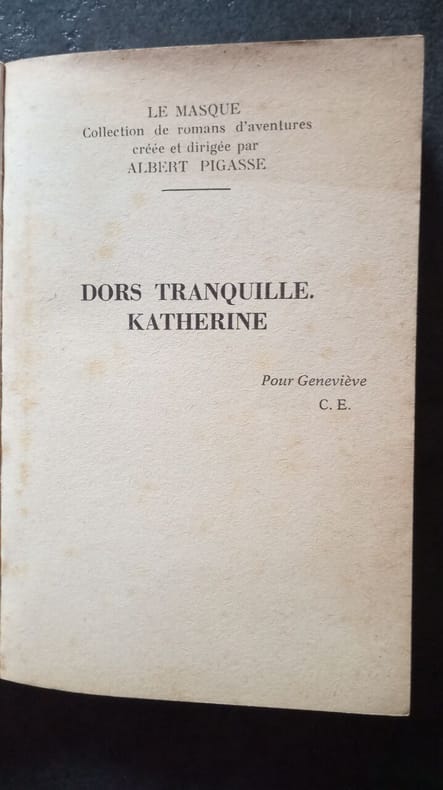 LE MASQUE
Collection de romans d'aventures
créée et dirigée par
ALBERT PIGASSE
DORS TRANQUILLE.
KATHERINE
Pour Geneviève
C. E.